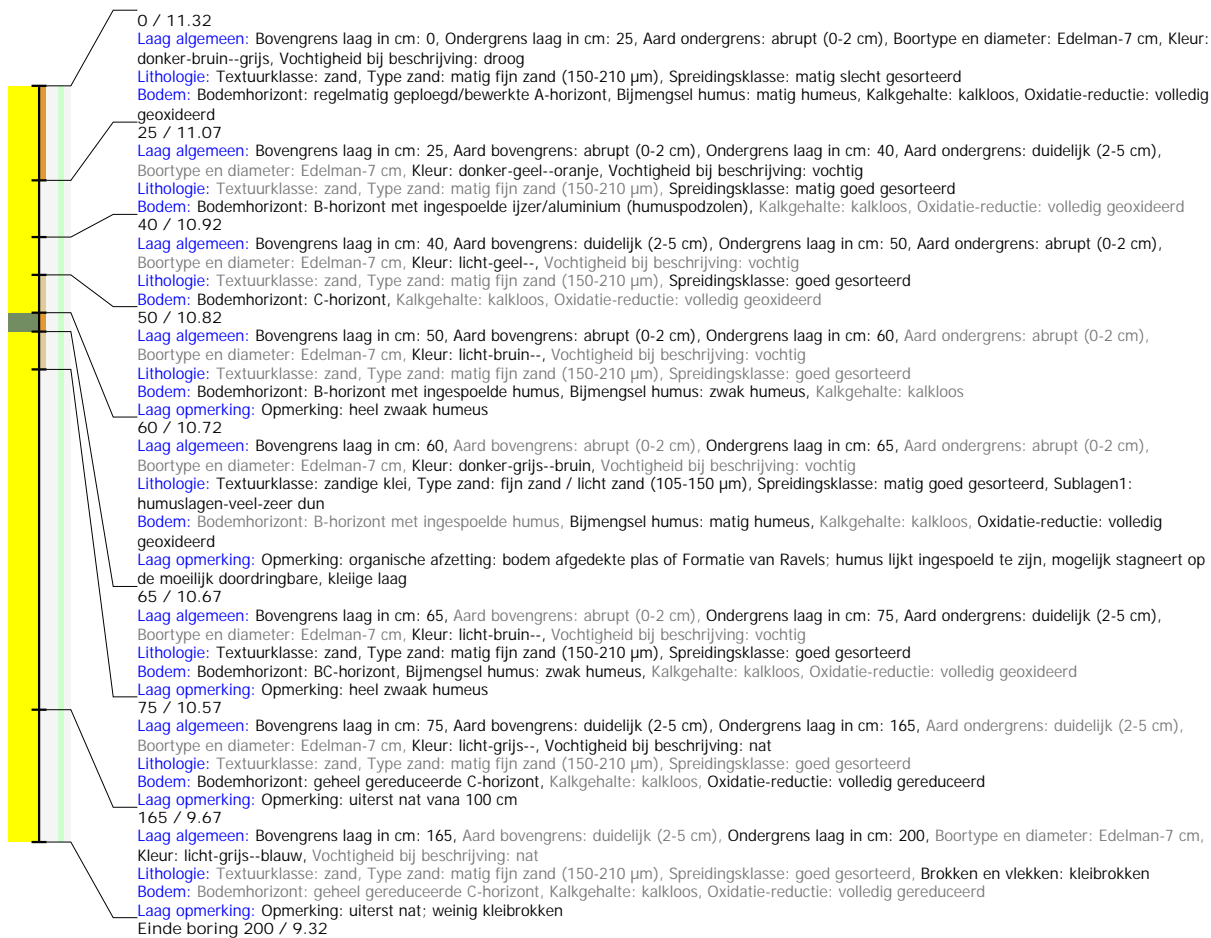 0 / 11.32
Laag algemeen: Bovengrens laag in cm: 0, Ondergrens laag in cm: 25, Aard ondergrens: abrupt (0-2 cm), Boortype en diameter: Edelman-7 cm, Kleur:
donker-bruin--grijs, Vochtigheid bij beschrijving: droog
Lithologie: Textuurklasse: zand, Type zand: matig fijn zand (150-210 µm), Spreidingsklasse: matig slecht gesorteerd
Bodem: Bodemhorizont: regelmatig geploegd/bewerkte A-horizont, Bijmengsel humus: matig humeus, Kalkgehalte: kalkloos, Oxidatie-reductie: volledig
geoxideerd
25 / 11.07
Laag algemeen: Bovengrens laag in cm: 25, Aard bovengrens: abrupt (0-2 cm), Ondergrens laag in cm: 40, Aard ondergrens: duidelijk (2-5 cm),
Boortype en diameter: Edelman-7 cm, Kleur: donker-geel--oranje, Vochtigheid bij beschrijving: vochtig
Lithologie: Textuurklasse: zand, Type zand: matig fijn zand (150-210 µm), Spreidingsklasse: matig goed gesorteerd
Bodem: Bodemhorizont: B-horizont met ingespoelde ijzer/aluminium (humuspodzolen), Kalkgehalte: kalkloos, Oxidatie-reductie: volledig geoxideerd
40 / 10.92
Laag algemeen: Bovengrens laag in cm: 40, Aard bovengrens: duidelijk (2-5 cm), Ondergrens laag in cm: 50, Aard ondergrens: abrupt (0-2 cm),
Boortype en diameter: Edelman-7 cm, Kleur: licht-geel--, Vochtigheid bij beschrijving: vochtig
Lithologie: Textuurklasse: zand, Type zand: matig fijn zand (150-210 µm), Spreidingsklasse: goed gesorteerd
Bodem: Bodemhorizont: C-horizont, Kalkgehalte: kalkloos, Oxidatie-reductie: volledig geoxideerd
50 / 10.82
Laag algemeen: Bovengrens laag in cm: 50, Aard bovengrens: abrupt (0-2 cm), Ondergrens laag in cm: 60, Aard ondergrens: abrupt (0-2 cm),
Boortype en diameter: Edelman-7 cm, Kleur: licht-bruin--, Vochtigheid bij beschrijving: vochtig
Lithologie: Textuurklasse: zand, Type zand: matig fijn zand (150-210 µm), Spreidingsklasse: goed gesorteerd
Bodem: Bodemhorizont: B-horizont met ingespoelde humus, Bijmengsel humus: zwak humeus, Kalkgehalte: kalkloos
Laag opmerking: Opmerking: heel zwaak humeus
60 / 10.72
Laag algemeen: Bovengrens laag in cm: 60, Aard bovengrens: abrupt (0-2 cm), Ondergrens laag in cm: 65, Aard ondergrens: abrupt (0-2 cm),
Boortype en diameter: Edelman-7 cm, Kleur: donker-grijs--bruin, Vochtigheid bij beschrijving: vochtig
Lithologie: Textuurklasse: zandige klei, Type zand: fijn zand / licht zand (105-150 µm), Spreidingsklasse: matig goed gesorteerd, Sublagen1:
humuslagen-veel-zeer dun
Bodem: Bodemhorizont: B-horizont met ingespoelde humus, Bijmengsel humus: matig humeus, Kalkgehalte: kalkloos, Oxidatie-reductie: volledig
geoxideerd
Laag opmerking: Opmerking: organische afzetting: bodem afgedekte plas of Formatie van Ravels; humus lijkt ingespoeld te zijn, mogelijk stagneert op
de moeilijk doordringbare, kleiige laag
65 / 10.67
Laag algemeen: Bovengrens laag in cm: 65, Aard bovengrens: abrupt (0-2 cm), Ondergrens laag in cm: 75, Aard ondergrens: duidelijk (2-5 cm),
Boortype en diameter: Edelman-7 cm, Kleur: licht-bruin--, Vochtigheid bij beschrijving: vochtig
Lithologie: Textuurklasse: zand, Type zand: matig fijn zand (150-210 µm), Spreidingsklasse: goed gesorteerd
Bodem: Bodemhorizont: BC-horizont, Bijmengsel humus: zwak humeus, Kalkgehalte: kalkloos, Oxidatie-reductie: volledig geoxideerd
Laag opmerking: Opmerking: heel zwaak humeus
75 / 10.57
Laag algemeen: Bovengrens laag in cm: 75, Aard bovengrens: duidelijk (2-5 cm), Ondergrens laag in cm: 165, Aard ondergrens: duidelijk (2-5 cm),
Boortype en diameter: Edelman-7 cm, Kleur: licht-grijs--, Vochtigheid bij beschrijving: nat
Lithologie: Textuurklasse: zand, Type zand: matig fijn zand (150-210 µm), Spreidingsklasse: goed gesorteerd
Bodem: Bodemhorizont: geheel gereduceerde C-horizont, Kalkgehalte: kalkloos, Oxidatie-reductie: volledig gereduceerd
Laag opmerking: Opmerking: uiterst nat vana 100 cm
165 / 9.67
Laag algemeen: Bovengrens laag in cm: 165, Aard bovengrens: duidelijk (2-5 cm), Ondergrens laag in cm: 200, Boortype en diameter: Edelman-7 cm,
Kleur: licht-grijs--blauw, Vochtigheid bij beschrijving: nat
Lithologie: Textuurklasse: zand, Type zand: matig fijn zand (150-210 µm), Spreidingsklasse: goed gesorteerd, Brokken en vlekken: kleibrokken
Bodem: Bodemhorizont: geheel gereduceerde C-horizont, Kalkgehalte: kalkloos, Oxidatie-reductie: volledig gereduceerd
Laag opmerking: Opmerking: uiterst nat; weinig kleibrokken
Einde boring 200 / 9.32